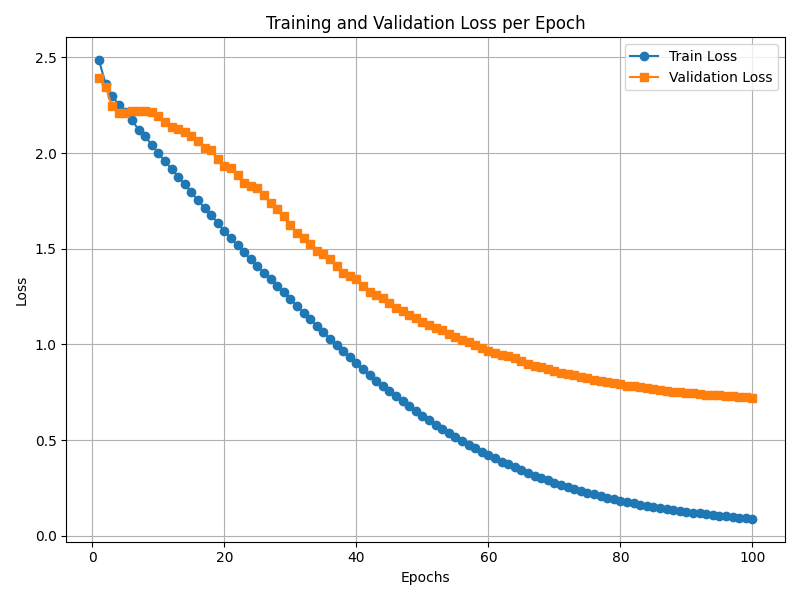 Training and Validation Loss per Epoch
Train Loss
Validation Loss
2.5
2.0
1.5
1.0
0.5
0.0
Loss
0 20 40 60 80 100
Epochs